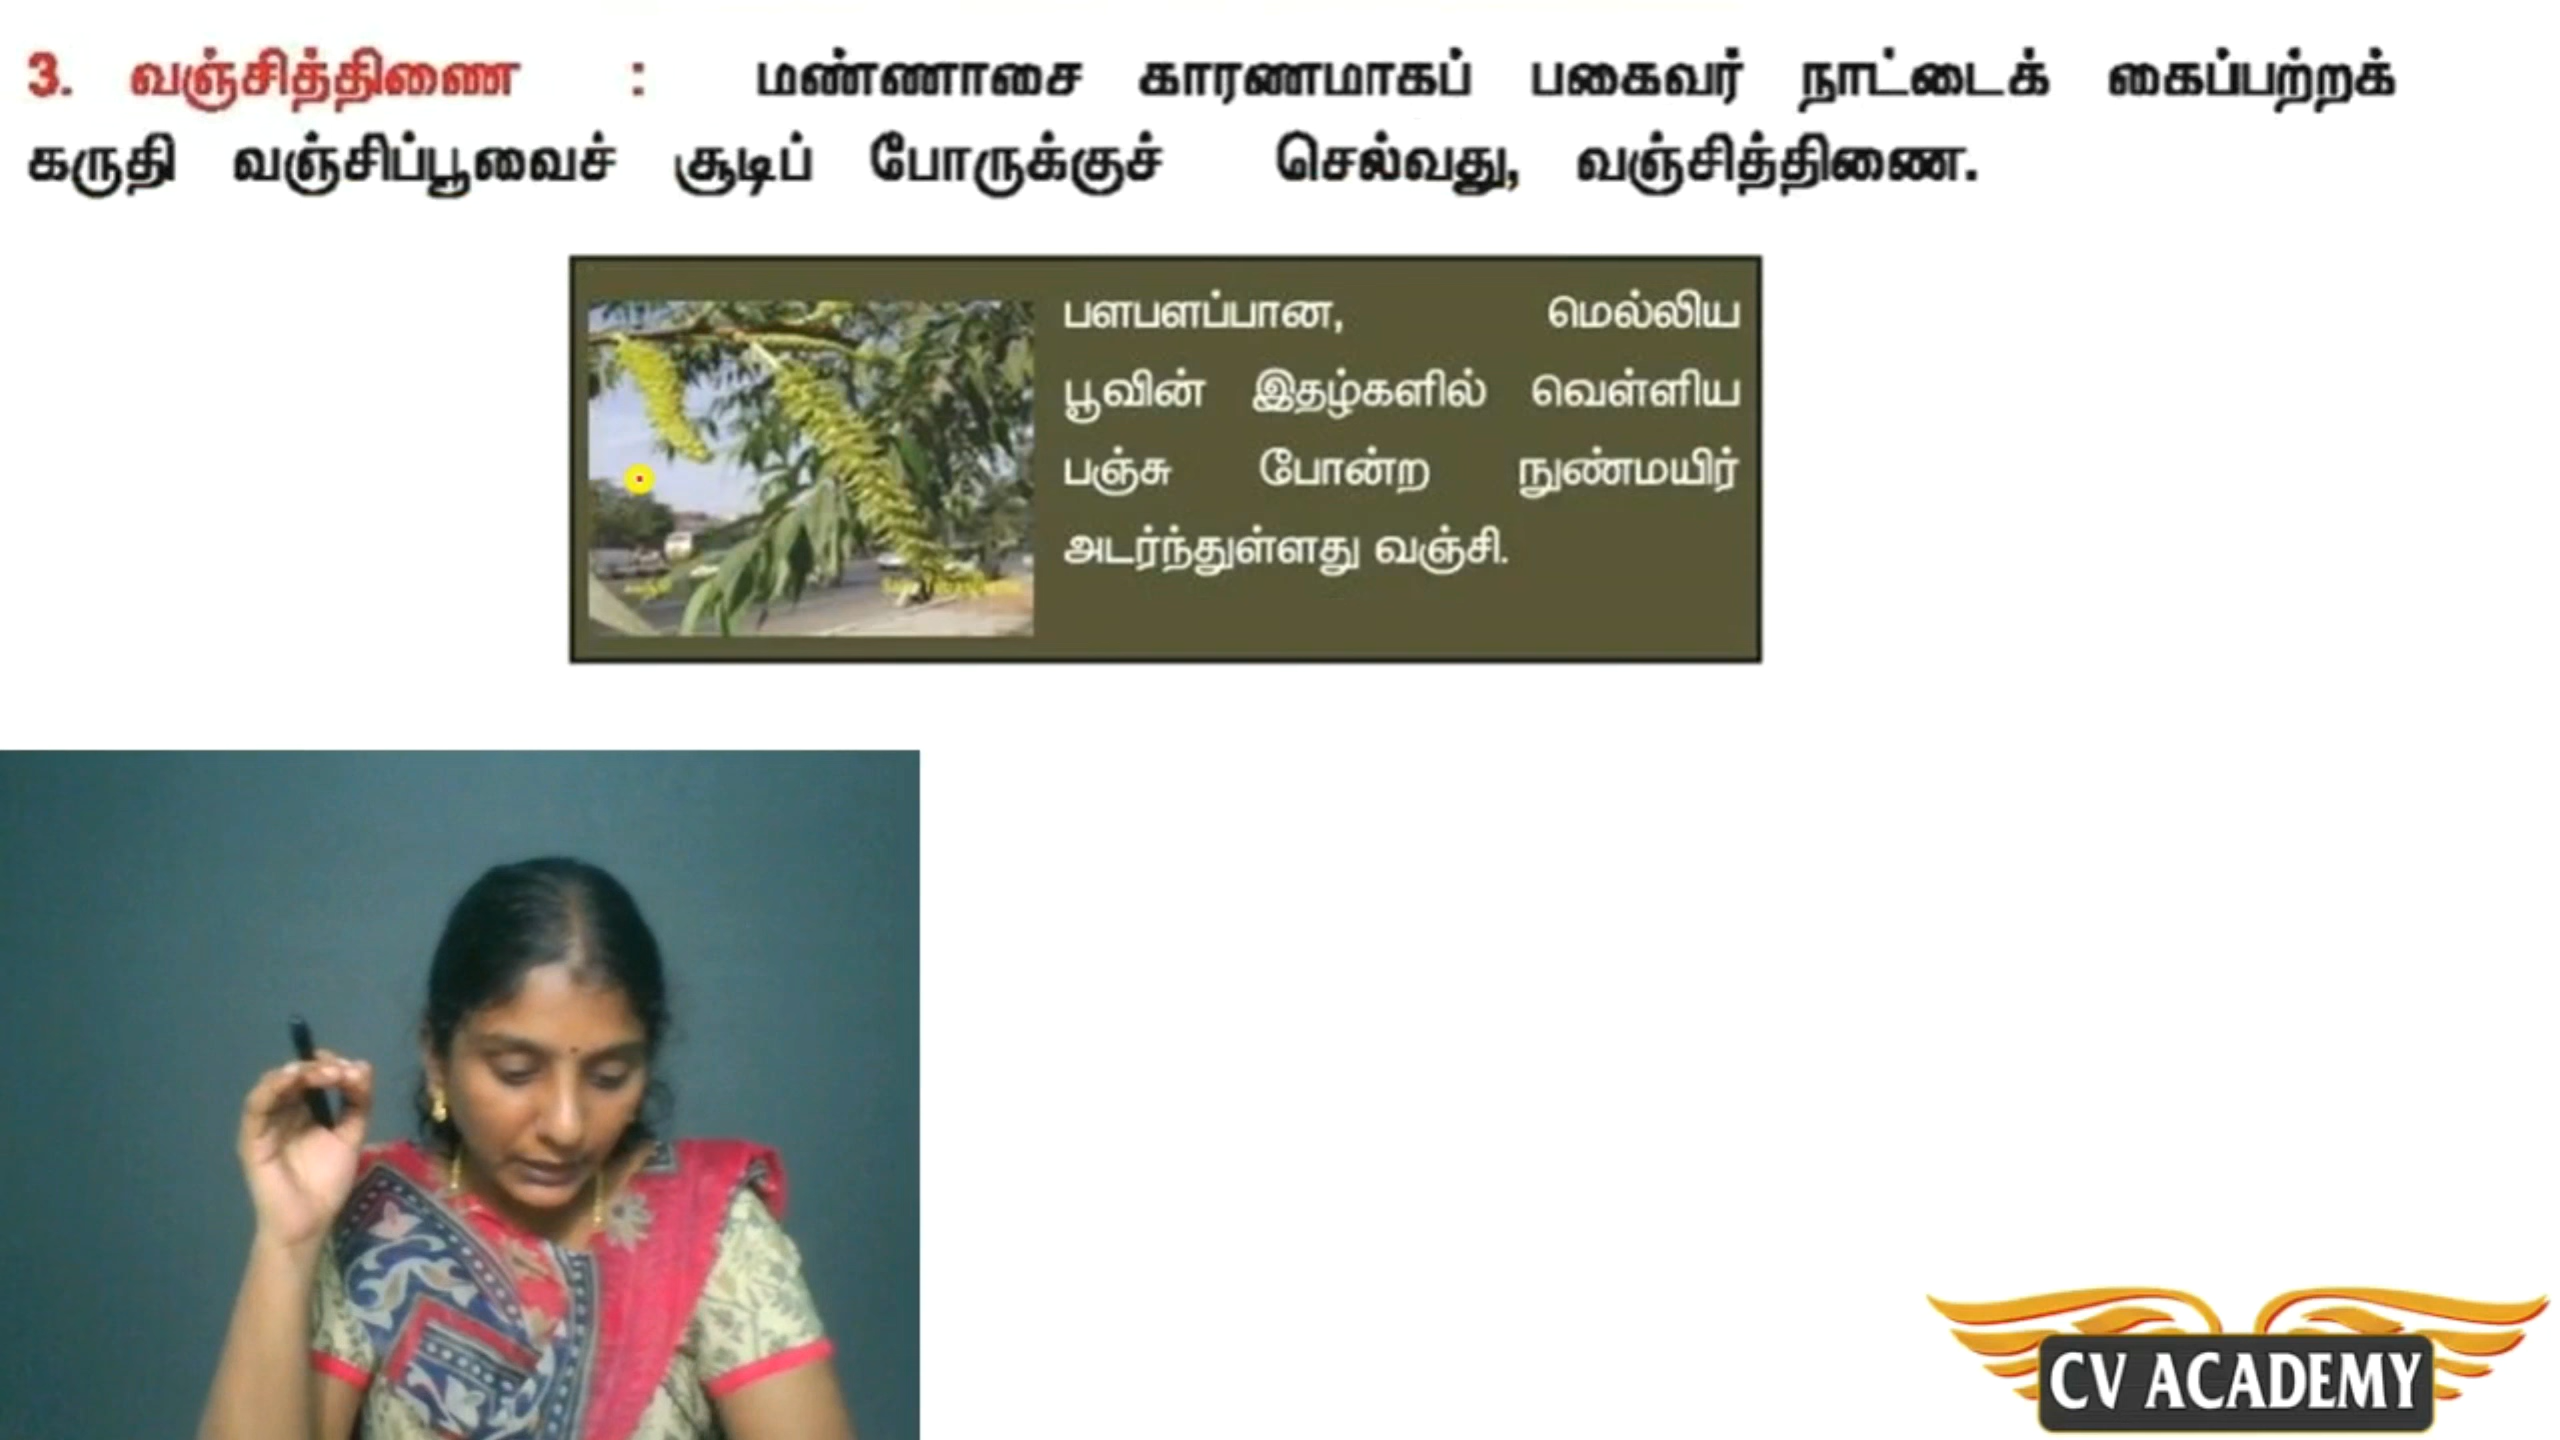 3. வஞ்சித்திணை : மண்ணாசை காரணமாகப் பகைவர் நாட்டைக் கைப்பற்றக்
கருதி வஞ்சிப்பூவைச் சூடிப் போருக்குச் செல்வது, வஞ்சித்திணை.
பளபளப்பான, மெல்லிய
பூவின் இதழ்களில் வெள்ளிய
பஞ்சு போன்ற நுண்மயிர்
அடர்ந்துள்ளது வஞ்சி.
CV ACADEMY